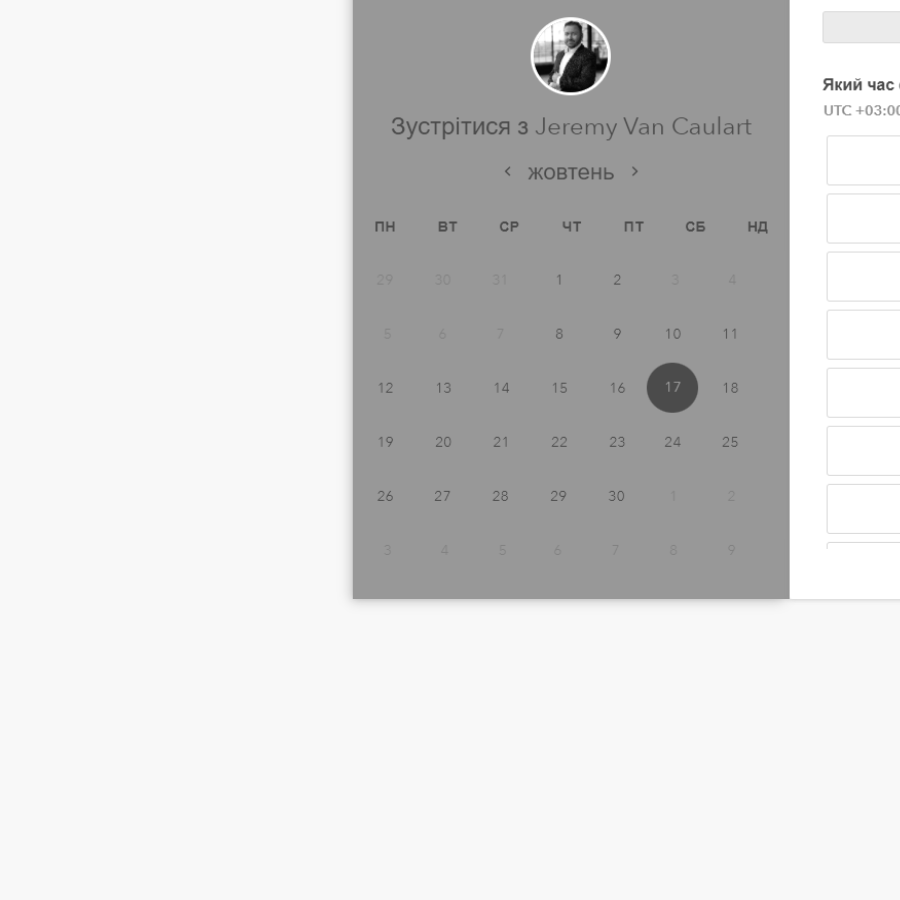 Зустрітися з Jeremy Van Caulart
жовтень
ПН ВТ СР ЧТ ПТ СБ НД
29 30 31 1 2 3 4
5 6 7 8 9 10 11
12 13 14 15 16 17 18
19 20 21 22 23 24 25
26 27 28 29 30 1 2
3 4 5 6 7 8 9
Який час
UTC +03:00